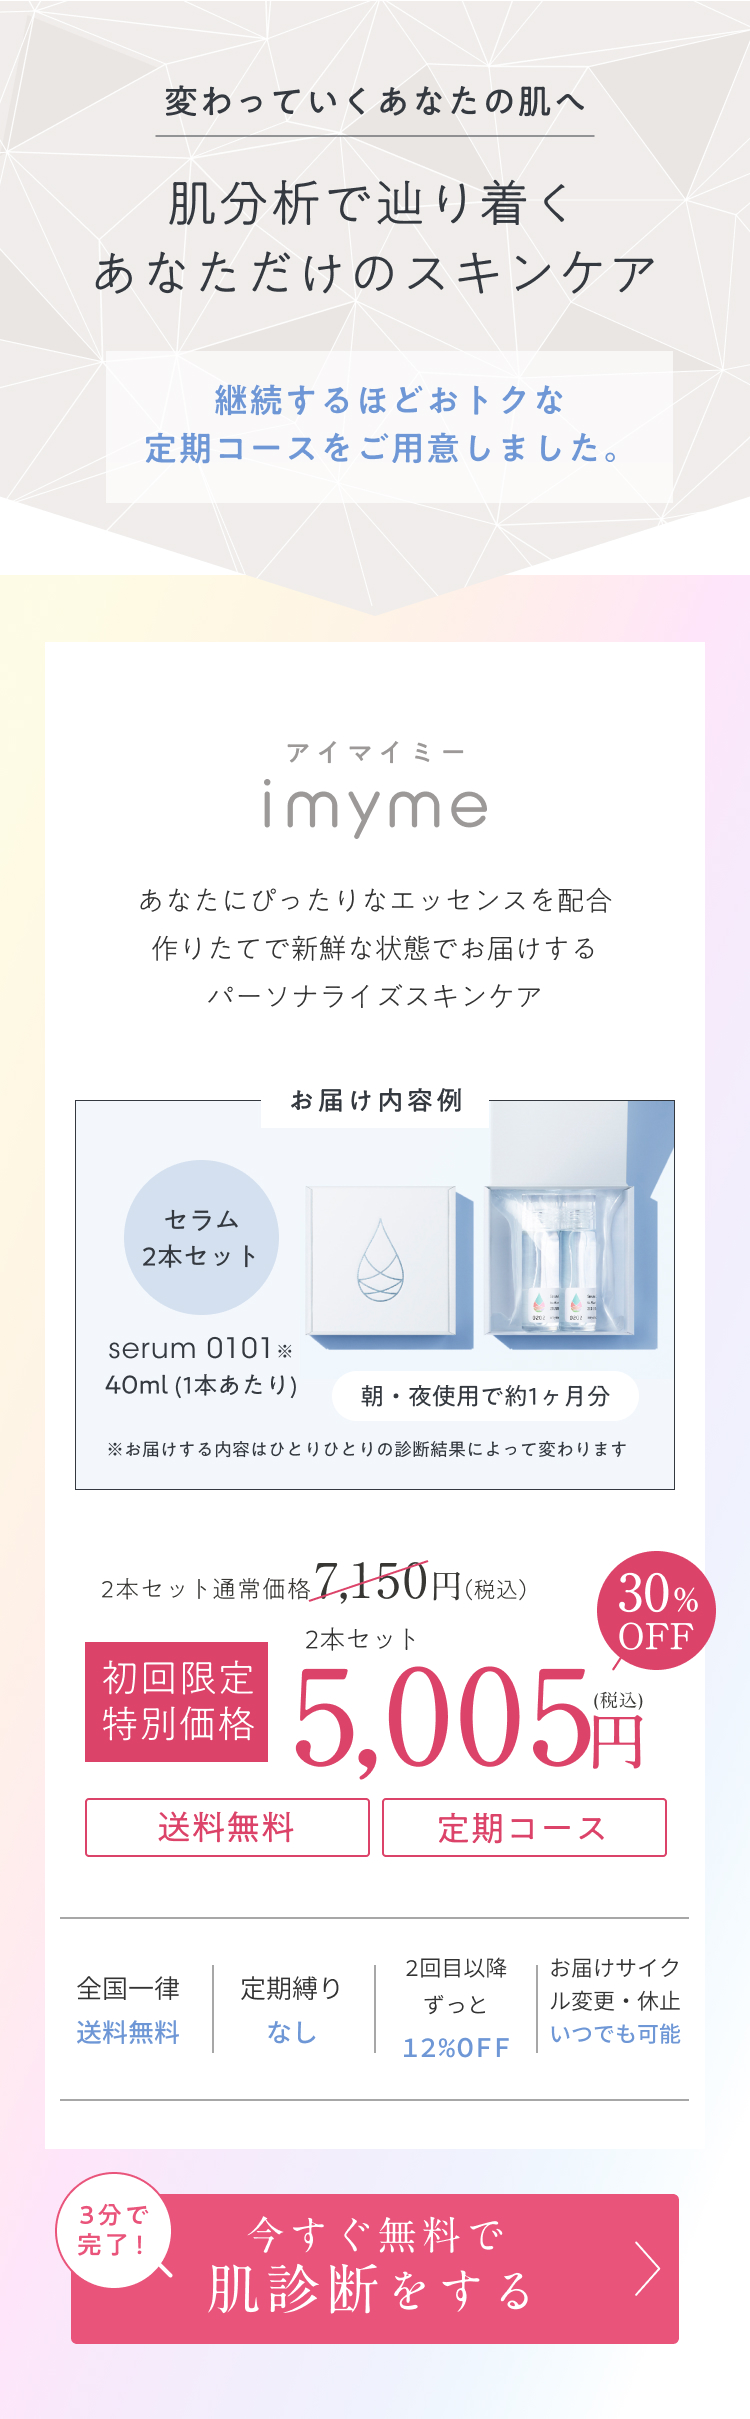 変わっていくあなたの肌へ
肌分析で辿り着く
あなただけのスキンケア
継続するほどおトクな
定期コースをご用意しました。
アイマイミー
imyme
あなたにぴったりなエッセンスを配合
作りたてで新鮮な状態でお届けする
パーソナライズスキンケア
お届け内容例
セラム
2本セット
serum 0101※
40ml (1本あたり)
0202 0202
朝・夜使用で約1ヶ月分
※お届けする内容はひとりひとりの診断結果によって変わります
2本セット通常価格7,150円(税込)
30%
OFF
初回限定
特別価格
2本セット
5,005円
(税込)
送料無料
定期コース
全国一律
送料無料
定期縛り
なし
2回目以降
ずっと
12%OFF
お届けサイク
ル変更・休止
いつでも可能
3分で
完了!
今すぐ無料で
肌診断をする